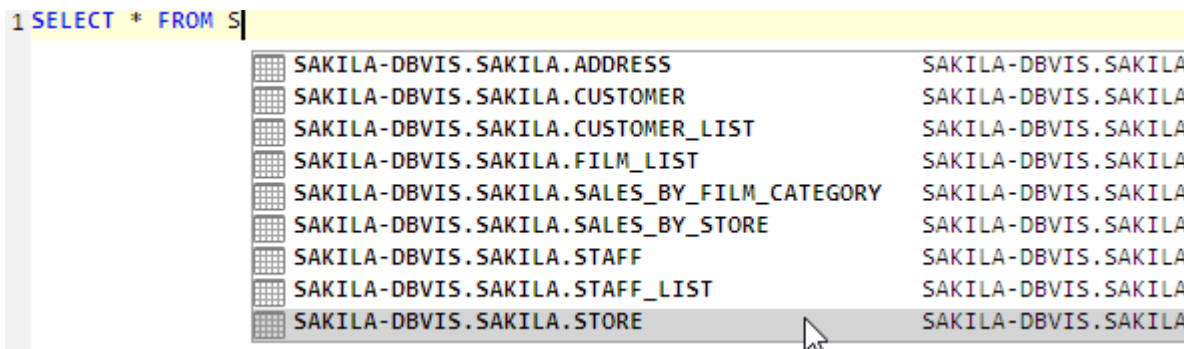 1 SELECT * FROM S
SAKILA-DBVIS.SAKILA.ADDRESS SAKILA-DBVIS.SAKILA
SAKILA-DBVIS.SAKILA.CUSTOMER SAKILA-DBVIS.SAKILA
SAKILA-DBVIS.SAKILA.CUSTOMER_LIST SAKILA-DBVIS.SAKILA
SAKILA-DBVIS.SAKILA.FILM_LIST SAKILA-DBVIS.SAKILA
SAKILA-DBVIS.SAKILA.SALES_BY_FILM_CATEGORY SAKILA-DBVIS.SAKILA
SAKILA-DBVIS.SAKILA.SALES_BY_STORE SAKILA-DBVIS.SAKILA
SAKILA-DBVIS.SAKILA.STAFF SAKILA-DBVIS.SAKILA
SAKILA-DBVIS.SAKILA.STAFF_LIST SAKILA-DBVIS.SAKILA
SAKILA-DBVIS.SAKILA.STORE SAKILA-DBVIS.SAKILA